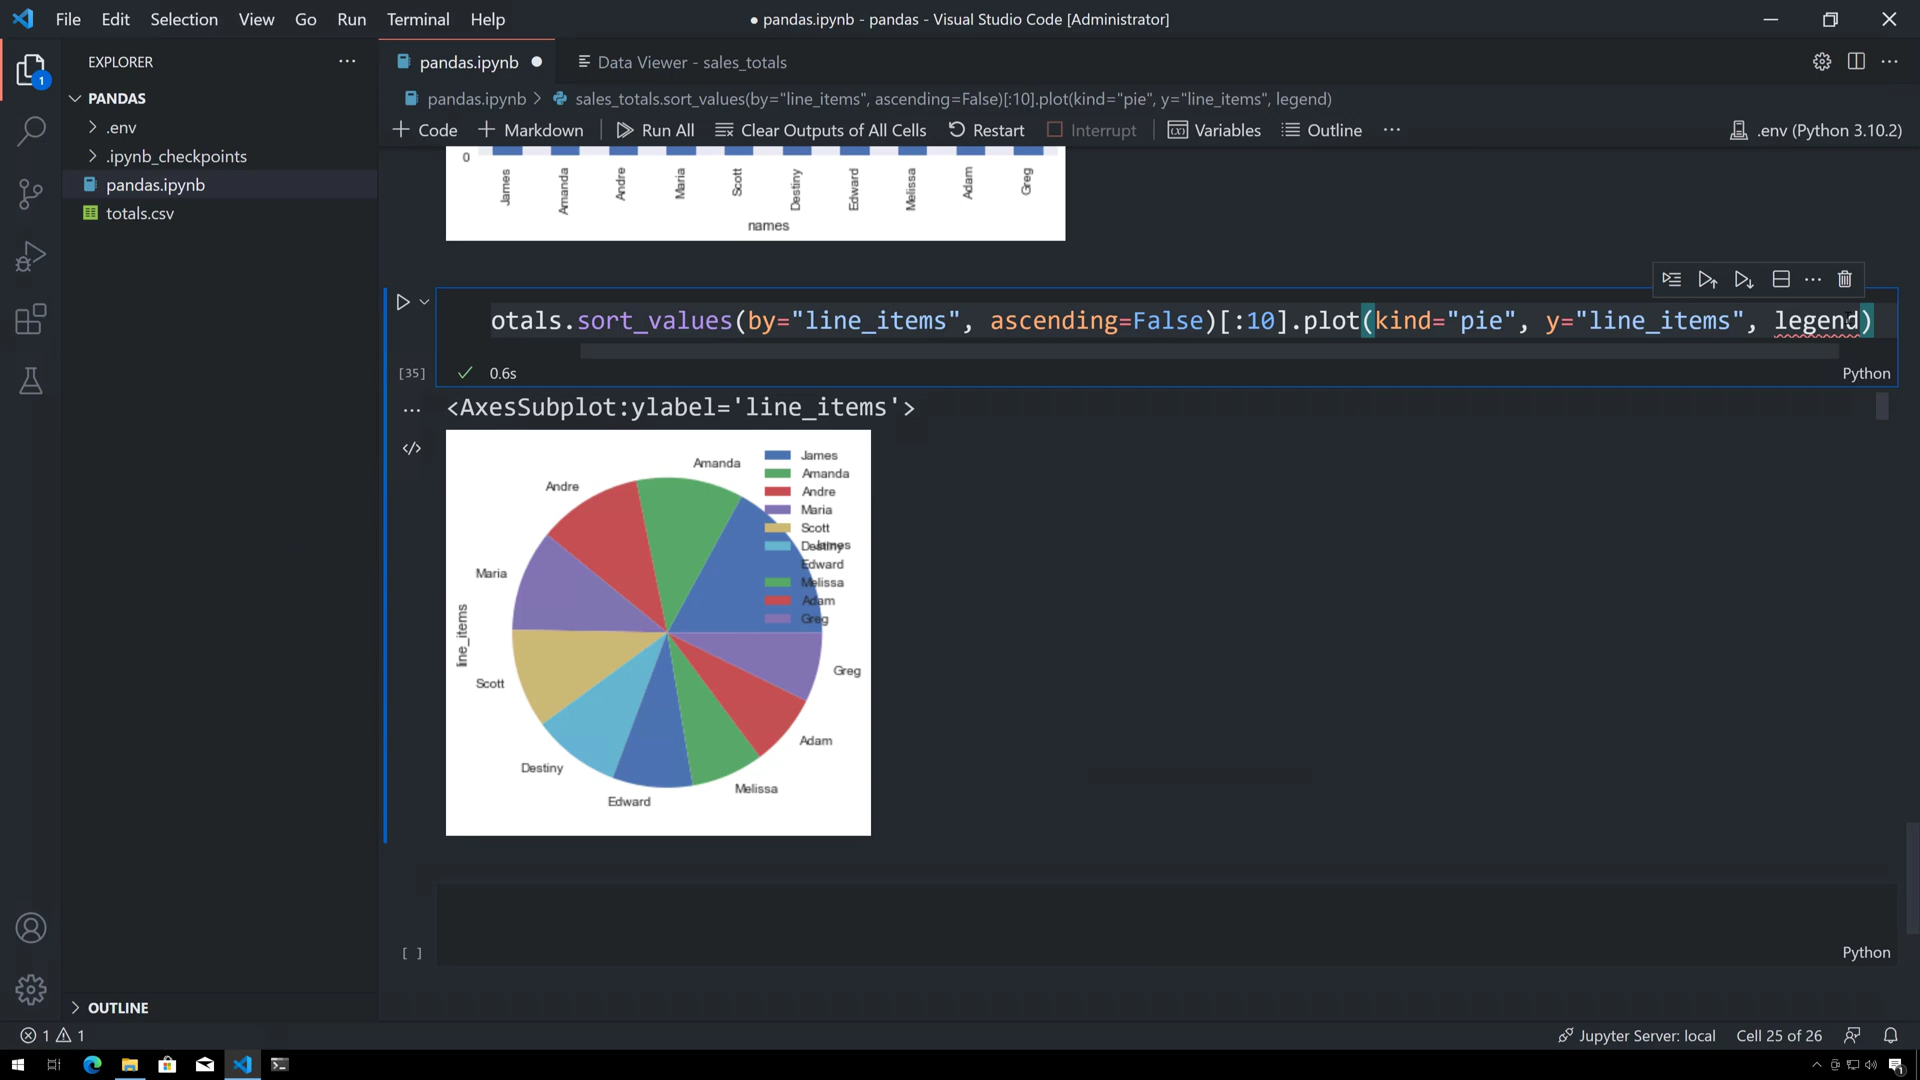 File Edit Selection View Go Run Terminal Help
● pandas.ipynb - pandas - Visual Studio Code [Administrator]
EXPLORER
PANDAS
.env
.ipynb_checkpoints
pandas.ipynb
totals.csv
OUTLINE
1
pandas.ipynb ●
Data Viewer - sales_totals
pandas.ipynb > sales_totals.sort_values(by="line_items", ascending=False)[:10].plot(kind="pie", y="line_items", legend)
+ Code + Markdown Run All Clear Outputs of All Cells Restart Interrupt Variables Outline ...
.env (Python 3.10.2)
0
James Amanda Andre Maria Scott Destiny Edward Melissa Adam Greg
names
otals.sort_values(by="line_items", ascending=False)[:10].plot(kind="pie", y="line_items", legend)
[35] 0.6s
Python
<AxesSubplot:ylabel='line_items'>
James
Amanda
Andre
Maria
Scott
Destiny
Edward
Melissa
Adam
Greg
Amanda
Andre
James
Maria
line_items
Scott
Greg
Adam
Destiny
Melissa
Edward
[ ]
Python
1 1
Jupyter Server: local Cell 25 of 26
1